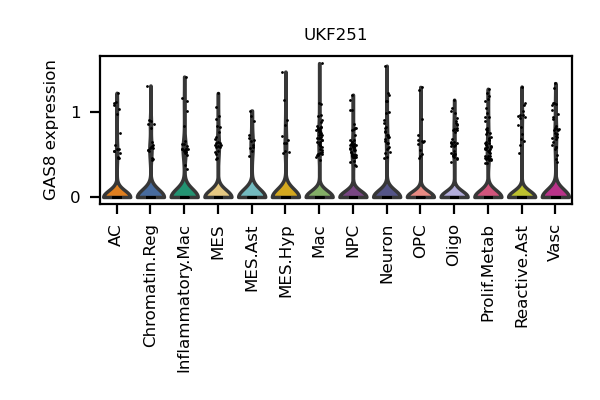 UKF251
GAS8 expression
1
0
AC
Chromatin.Reg
Inflammatory.Mac
MES
MES.Ast
MES.Hyp
Mac
NPC
Neuron
OPC
Oligo
Prolif.Metab
Reactive.Ast
Vasc